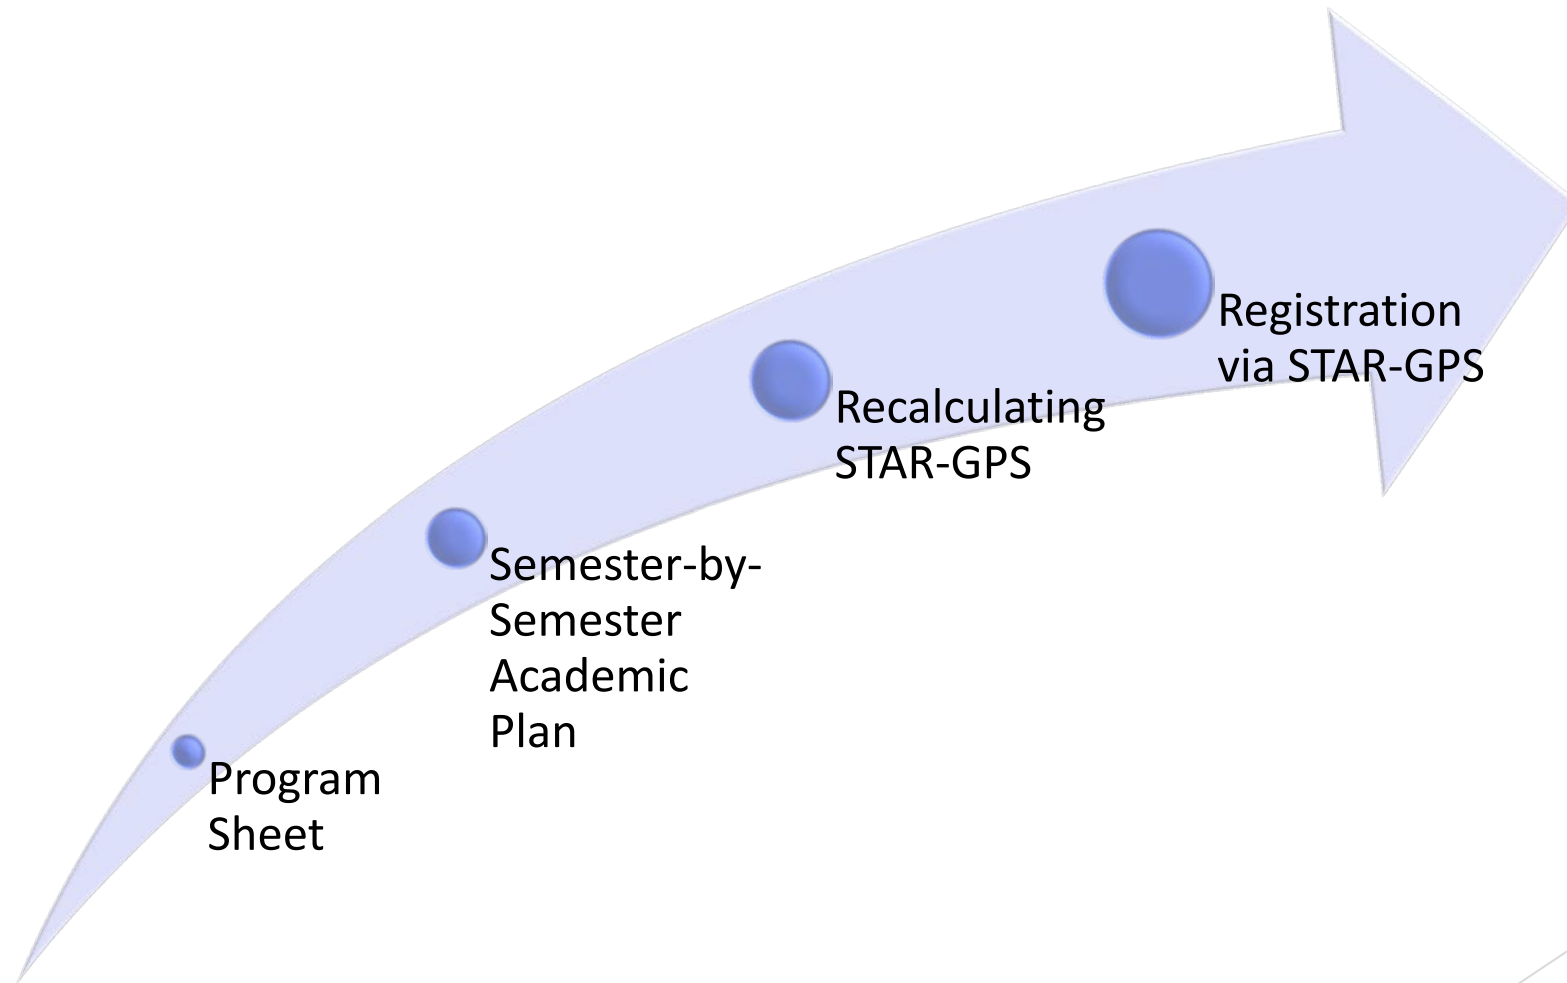 Registration
via STAR-GPS
Recalculating
STAR-GPS
Semester-by-
Semester
Academic
Plan
Program
Sheet